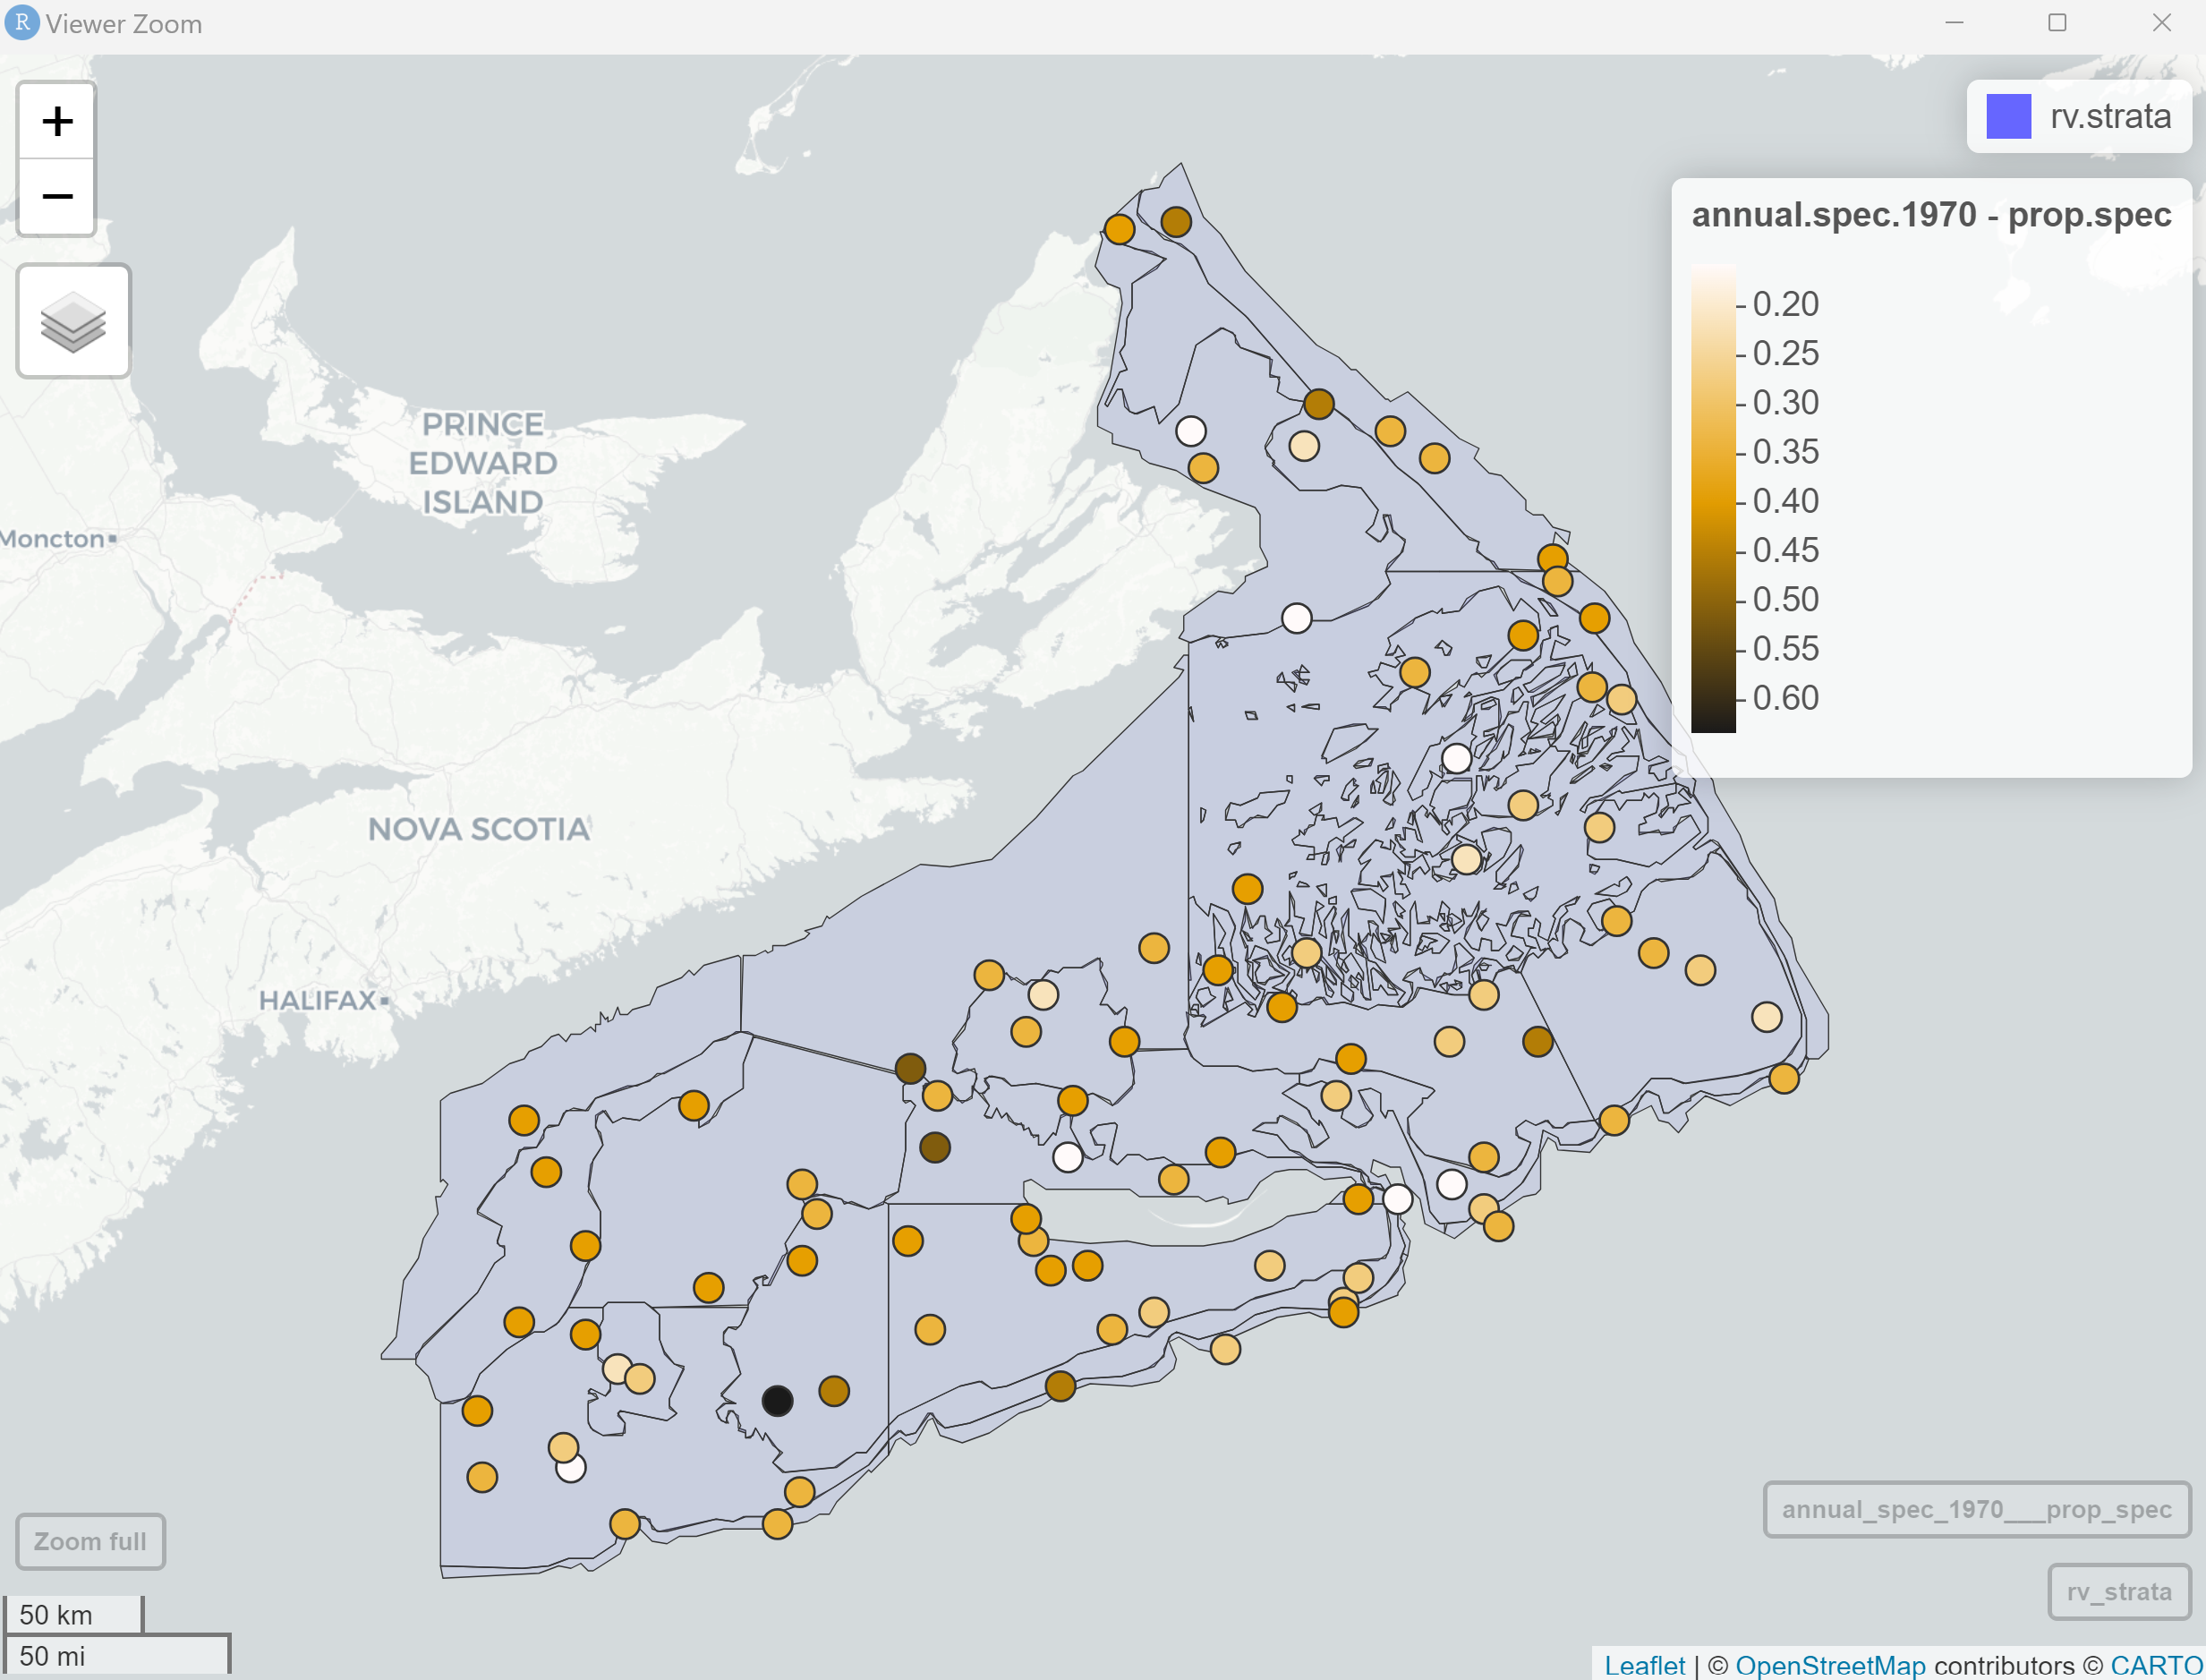 R Viewer Zoom
+
−
rv.strata
annual.spec.1970 - prop.spec
0.20
0.25
0.30
0.35
0.40
0.45
0.50
0.55
0.60
PRINCE
EDWARD
ISLAND
Moncton
NOVA SCOTIA
HALIFAX
annual_spec_1970___prop_spec
Zoom full
rv_strata
50 km
50 mi
Leaflet | © OpenStreetMap contributors © CARTO